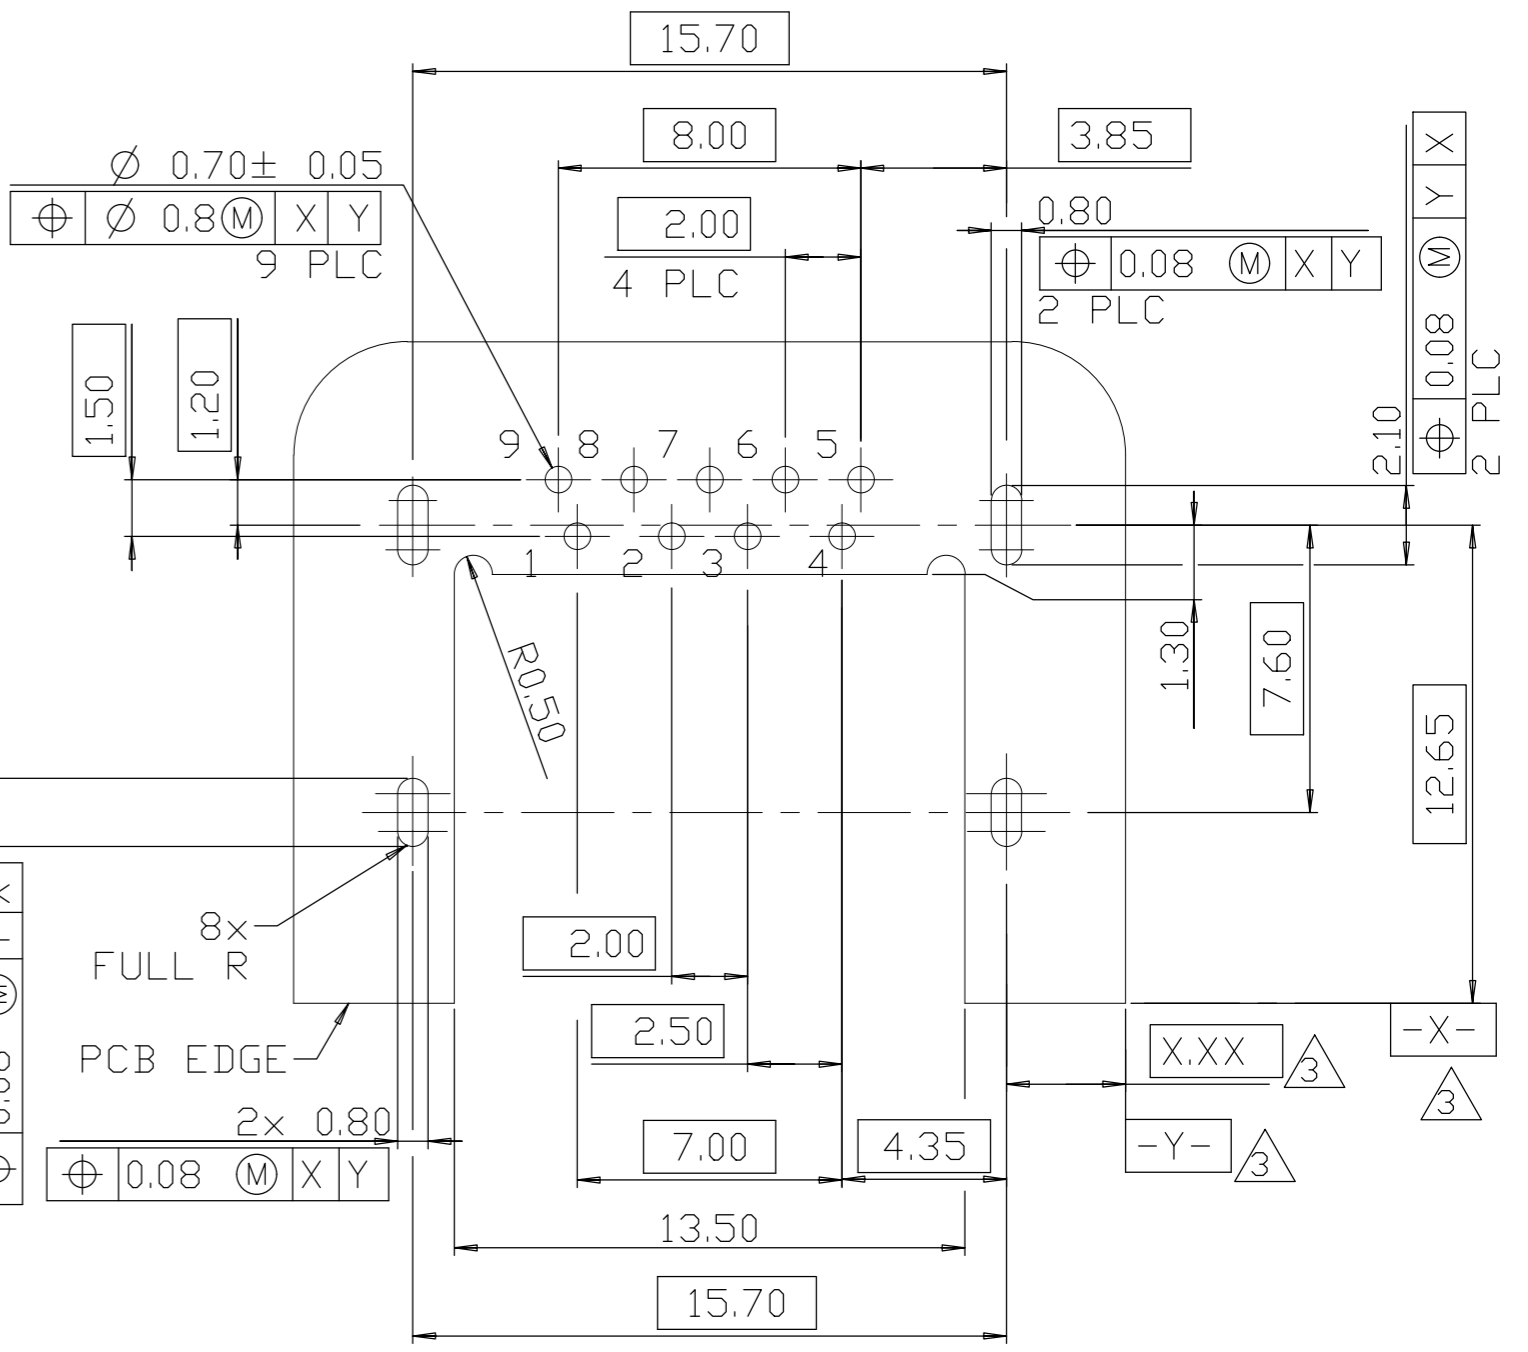 15.70
8.00
3.85
Ø 0.70± 0.05
⌖ Ø 0.8 Ⓜ X Y
9 PLC
2.00
4 PLC
0.80
⌖ 0.08 Ⓜ X Y
2 PLC
2.10
⌖ 0.08 Ⓜ Y X
2 PLC
1.50
1.20
9 8 7 6 5
1 2 3 4
R0.50
1.30
7.60
12.65
8x
FULL R
PCB EDGE
2x 0.80
⌖ 0.08 Ⓜ X Y
2.00
2.50
7.00
4.35
13.50
15.70
X.XX
3
-X-
3
-Y-
3